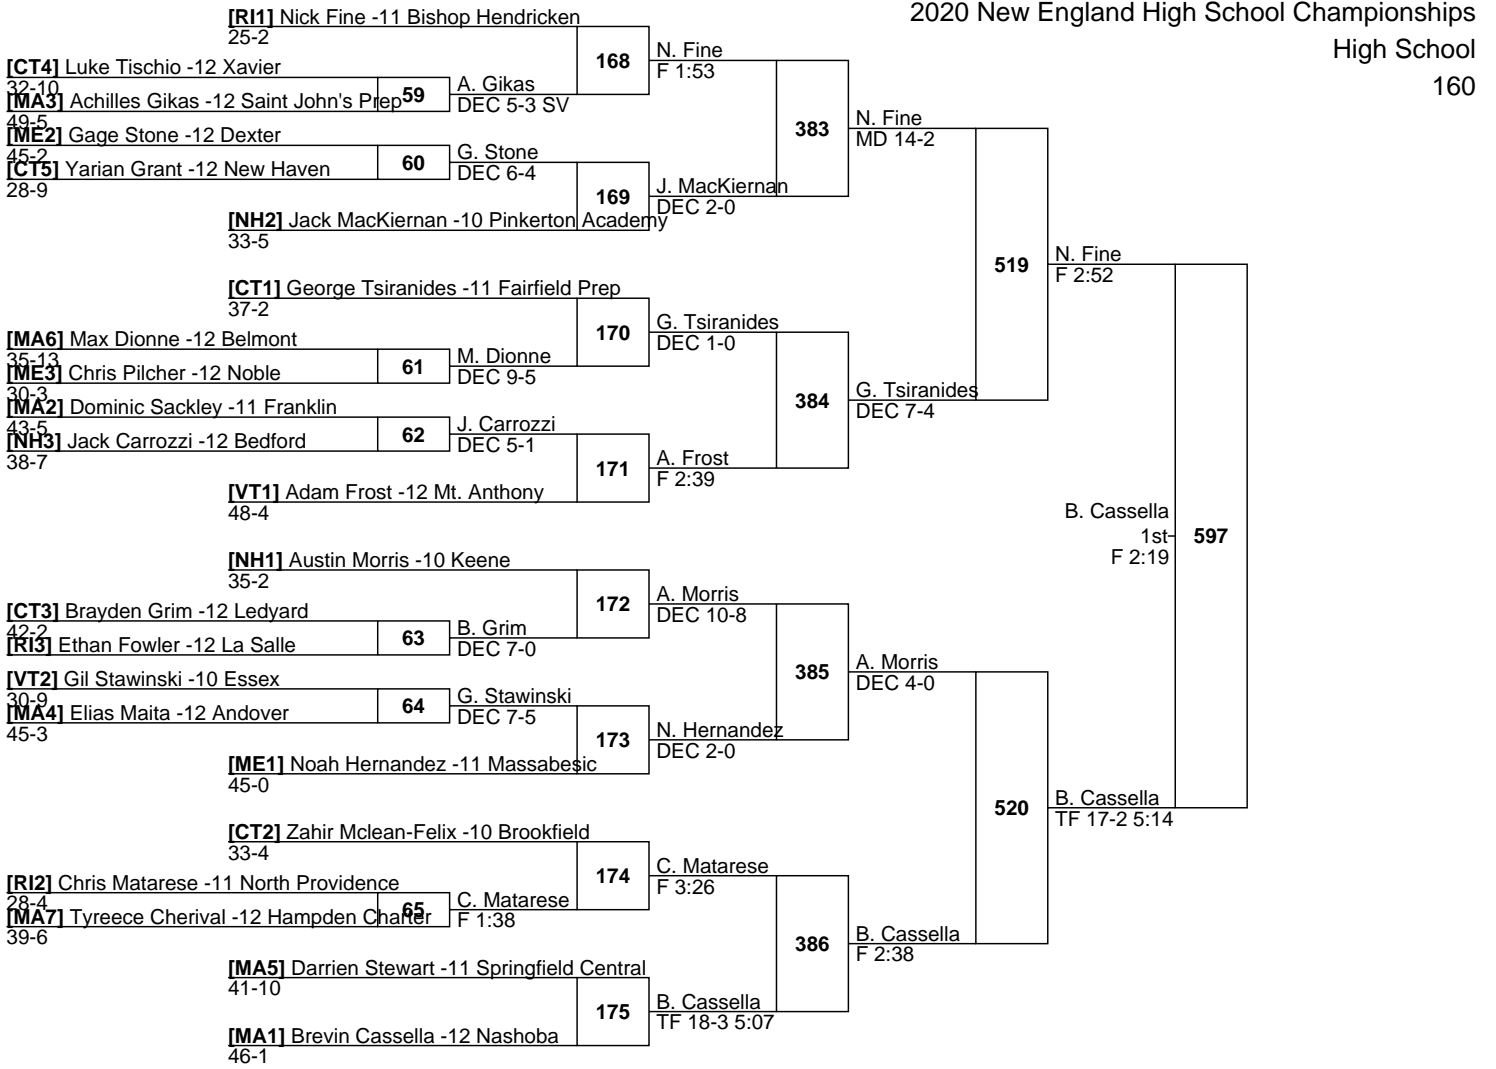 2020 New England High School Championships
High School
160
[RI1] Nick Fine -11 Bishop Hendricken
25-2
[CT4] Luke Tischio -12 Xavier
32-10
[MA3] Achilles Gikas -12 Saint John's Prep
49-5
59
A. Gikas
DEC 5-3 SV
168
N. Fine
F 1:53
[ME2] Gage Stone -12 Dexter
45-2
[CT5] Yarian Grant -12 New Haven
28-9
60
G. Stone
DEC 6-4
[NH2] Jack MacKiernan -10 Pinkerton Academy
33-5
169
J. MacKiernan
DEC 2-0
383
N. Fine
MD 14-2
[CT1] George Tsiranides -11 Fairfield Prep
37-2
[MA6] Max Dionne -12 Belmont
35-13
[ME3] Chris Pilcher -12 Noble
30-3
61
M. Dionne
DEC 9-5
170
G. Tsiranides
DEC 1-0
[MA2] Dominic Sackley -11 Franklin
43-5
[NH3] Jack Carrozzi -12 Bedford
38-7
62
J. Carrozzi
DEC 5-1
[VT1] Adam Frost -12 Mt. Anthony
48-4
171
A. Frost
F 2:39
384
G. Tsiranides
DEC 7-4
519
N. Fine
F 2:52
[NH1] Austin Morris -10 Keene
35-2
[CT3] Brayden Grim -12 Ledyard
42-2
[RI3] Ethan Fowler -12 La Salle
63
B. Grim
DEC 7-0
172
A. Morris
DEC 10-8
[VT2] Gil Stawinski -10 Essex
30-9
[MA4] Elias Maita -12 Andover
45-3
64
G. Stawinski
DEC 7-5
[ME1] Noah Hernandez -11 Massabesic
45-0
173
N. Hernandez
DEC 2-0
385
A. Morris
DEC 4-0
[CT2] Zahir Mclean-Felix -10 Brookfield
33-4
[RI2] Chris Matarese -11 North Providence
28-4
[MA7] Tyreece Cherival -12 Hampden Charter
39-6
65
C. Matarese
F 1:38
174
C. Matarese
F 3:26
[MA5] Darrien Stewart -11 Springfield Central
41-10
[MA1] Brevin Cassella -12 Nashoba
46-1
175
B. Cassella
TF 18-3 5:07
386
B. Cassella
F 2:38
520
B. Cassella
TF 17-2 5:14
B. Cassella
1st
F 2:19
597